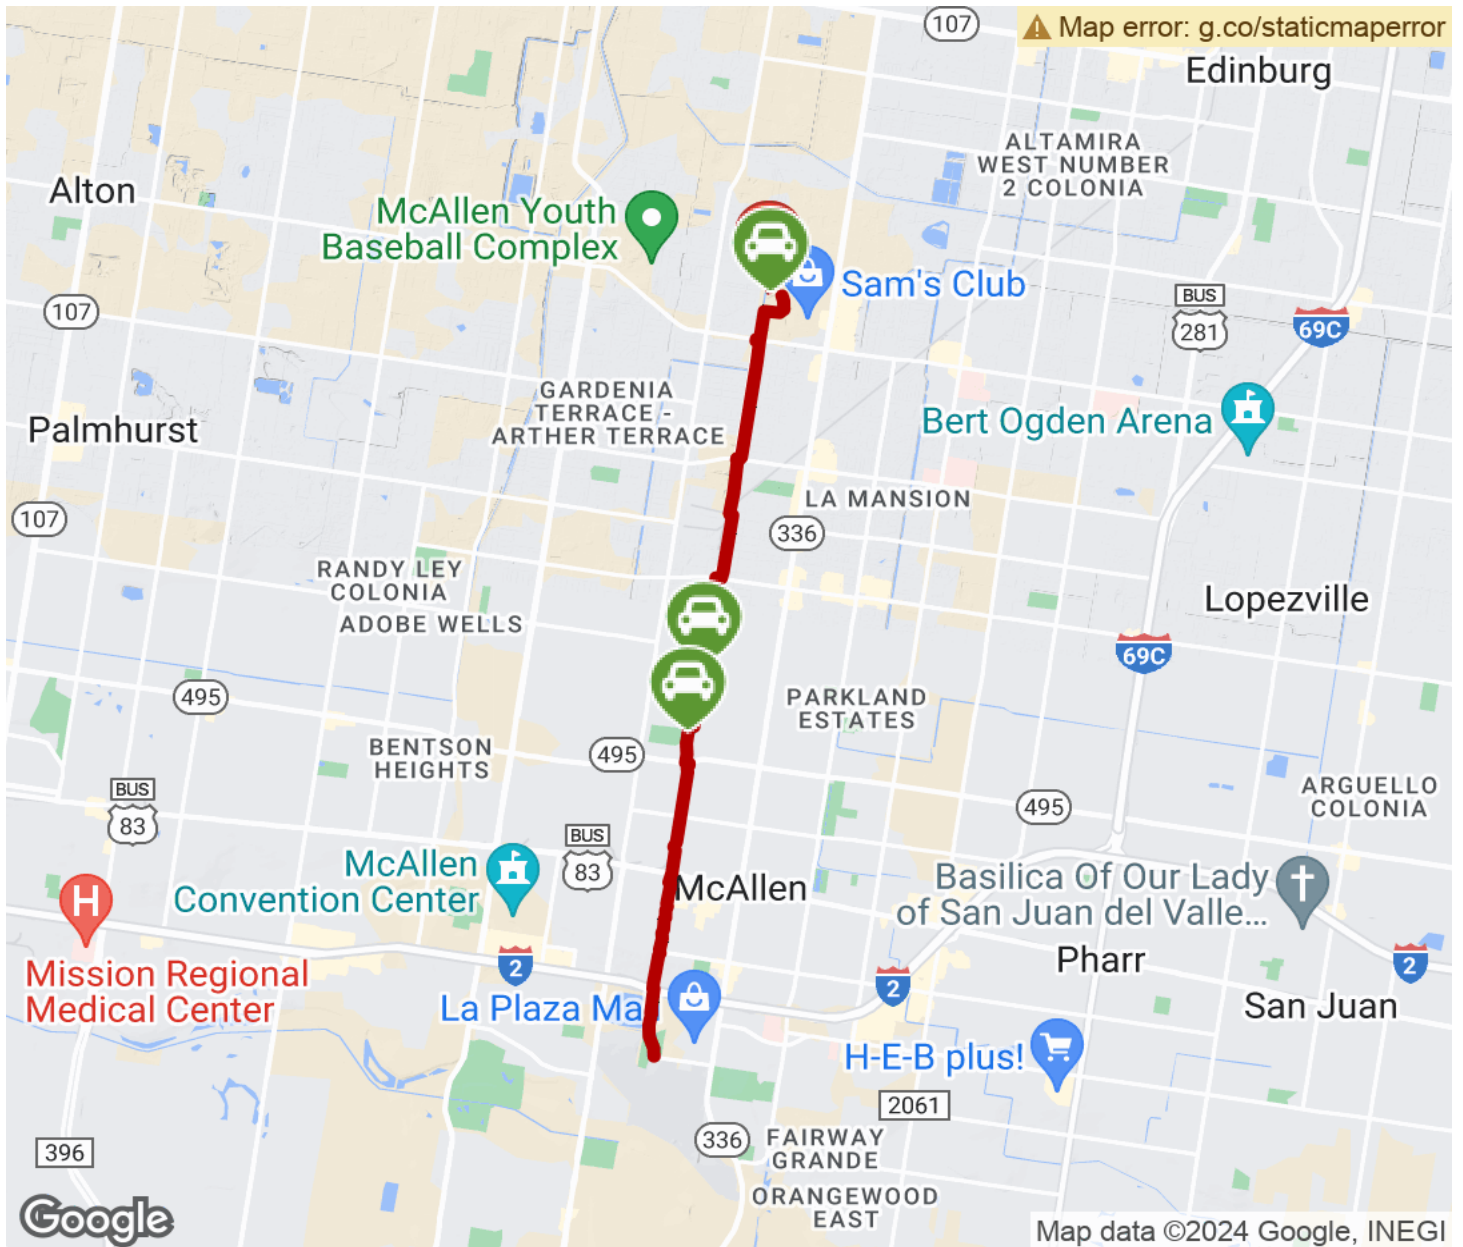 107
Map error: g.co/staticmaperror
Edinburg
ALTAMIRA
WEST NUMBER
2 COLONIA
Alton
McAllen Youth
Baseball Complex
Sam's Club
107
BUS
281
69C
GARDENIA
TERRACE -
ARTHER TERRACE
Bert Ogden Arena
Palmhurst
LA MANSION
107
336
RANDY LEY
COLONIA
ADOBE WELLS
Lopezville
69C
495
PARKLAND
ESTATES
BENTSON
HEIGHTS
495
BUS
83
495
ARGUELLO
COLONIA
BUS
83
McAllen
Convention Center
McAllen
Basilica Of Our Lady
of San Juan del Valle...
H
Pharr
2
2
2
Mission Regional
Medical Center
La Plaza Ma
San Juan
H-E-B plus!
2061
396
336
FAIRWAY
GRANDE
ORANGEWOOD
EAST
Google
Map data ©2024 Google, INEGI